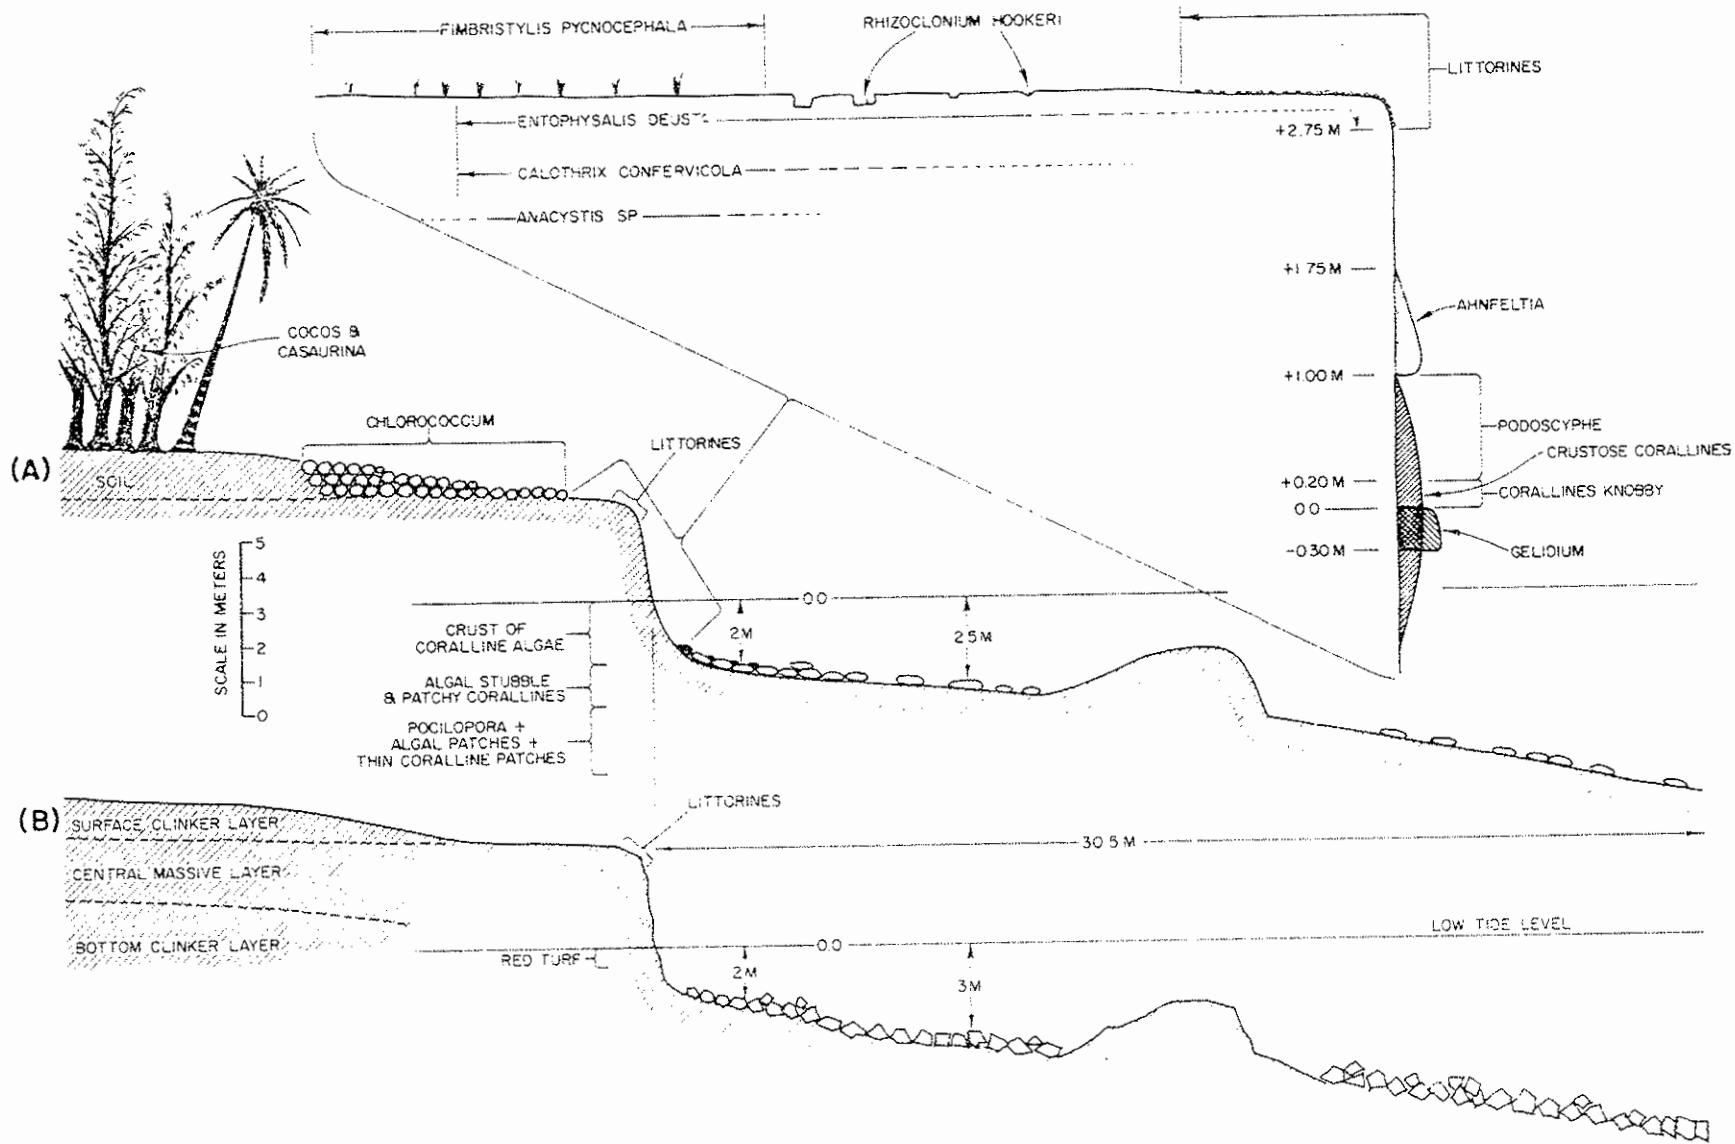 FIMBRISTYLIS PYCNOCEPHALA
RHIZOCLONIUM HOOKERI
LITTORINES
ENTOPHYSALIS DEUSTA
+2.75 M
CALOTHRIX CONFERVICOLA
ANACYSTIS SP
+1.75 M
AHNFELTIA
COCOS &
CASAURINA
+1.00 M
CHLOROCOCCUM
LITTORINES
PODOSCYPHE
CRUSTOSE CORALLINES
(A)
SOIL
+0.20 M
CORALLINES KNOBBY
0.0
-0.30 M
GELIDIUM
SCALE IN METERS
5
4
3
2
1
0
0.0
CRUST OF
CORALLINE ALGAE
2M
2.5 M
ALGAL STUBBLE
& PATCHY CORALLINES
POCILOPORA +
ALGAL PATCHES +
THIN CORALLINE PATCHES
LITTORINES
(B)
SURFACE CLINKER LAYER
30.5 M
CENTRAL MASSIVE LAYER
LOW TIDE LEVEL
BOTTOM CLINKER LAYER
0.0
RED TURF
2M
3M